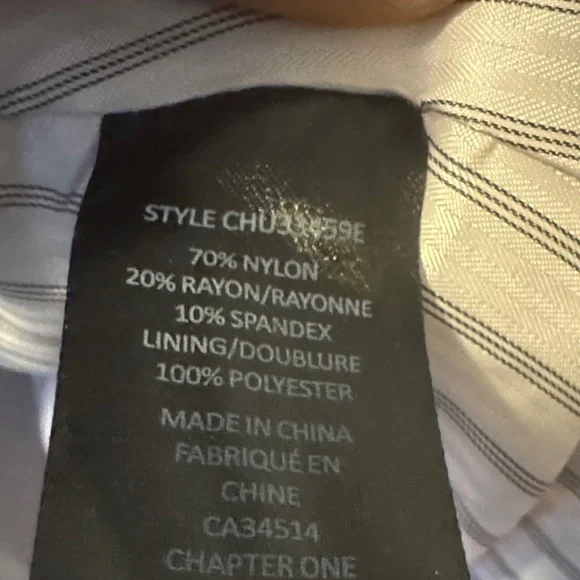 STYLE
70% NYLON
20% RAYON/RAYONNE
10% SPANDEX
LINING/DOUBLURE
100% POLYESTER
MADE IN CHINA
FABRIQUÉ EN
CHINE
CA34514
CHAPTER ONE